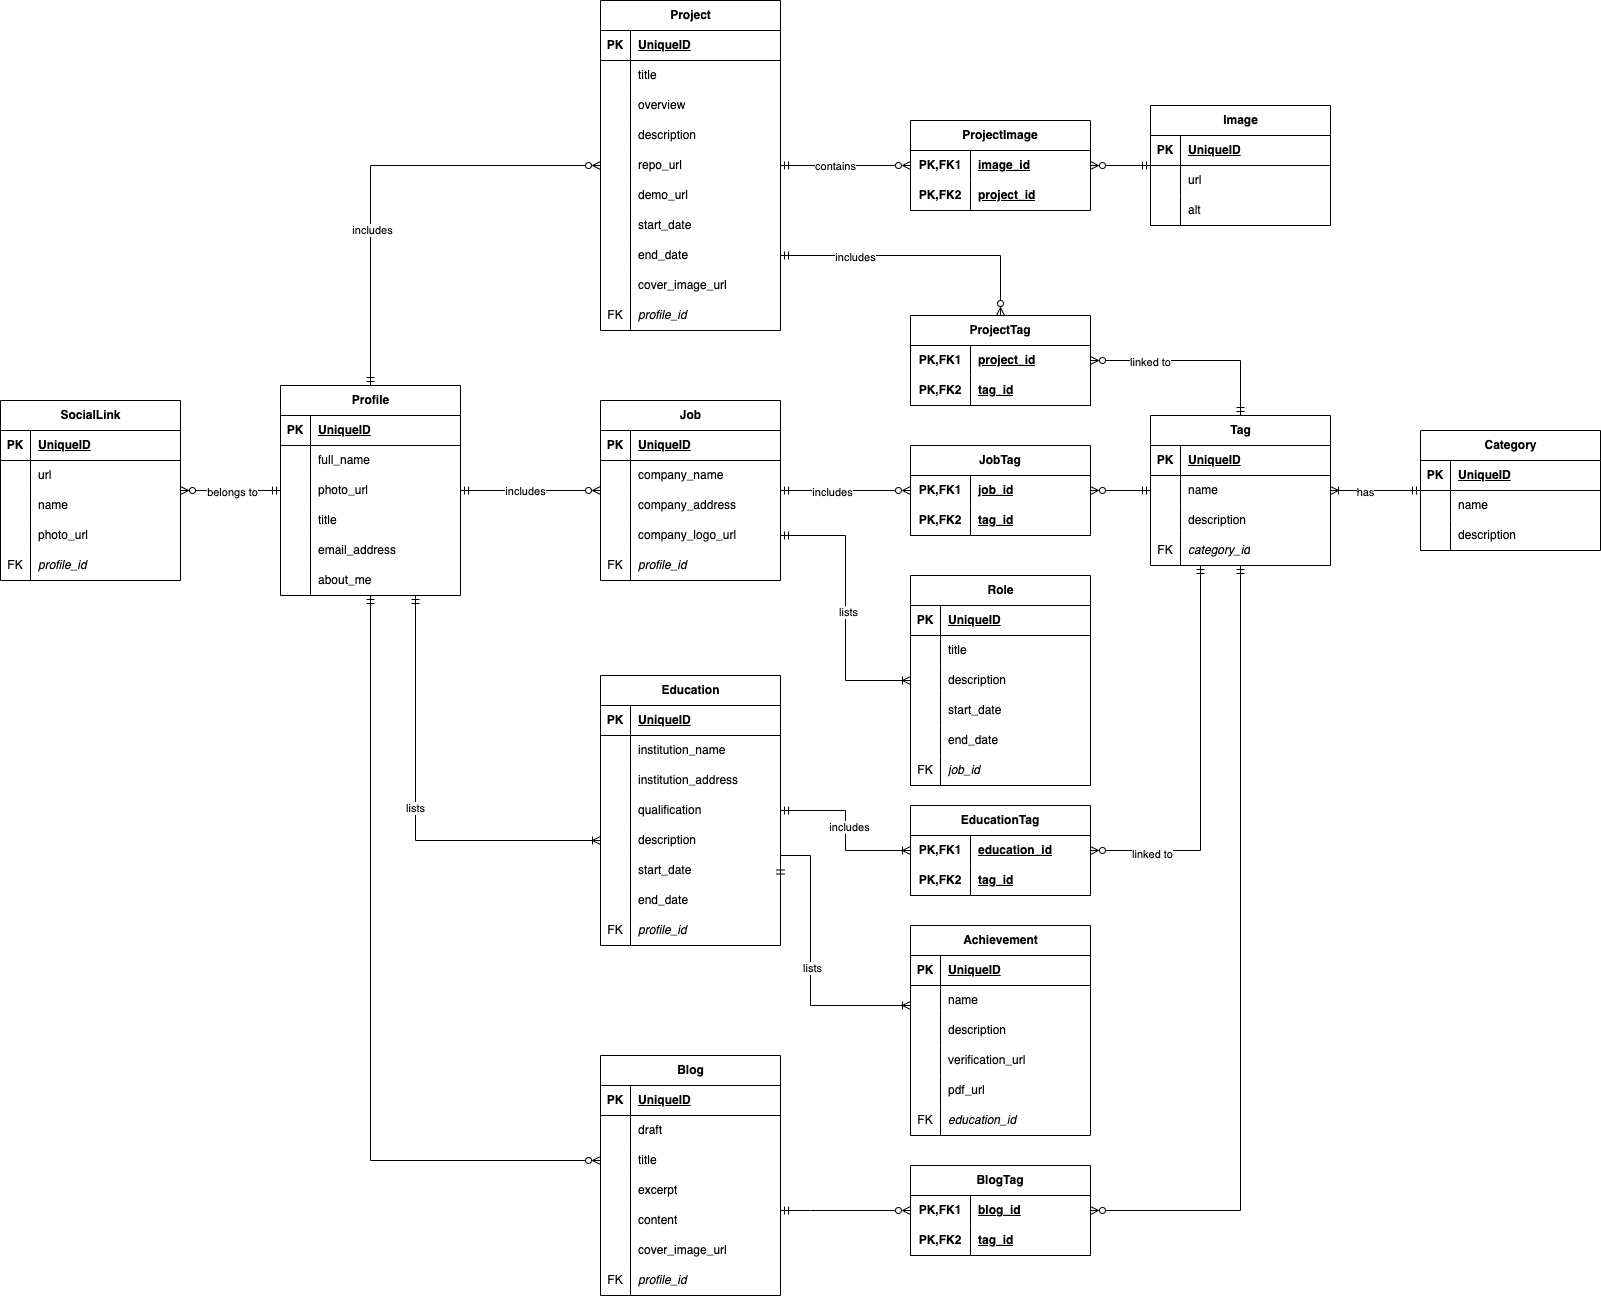 Project
PK UniqueID
title
overview
description
repo_url
demo_url
start_date
end_date
cover_image_url
FK profile_id
contains
ProjectImage
PK,FK1 image_id
PK,FK2 project_id
Image
PK UniqueID
url
alt
includes
includes
ProjectTag
PK,FK1 project_id
PK,FK2 tag_id
linked to
SocialLink
PK UniqueID
url
name
photo_url
FK profile_id
belongs to
Profile
PK UniqueID
full_name
photo_url
title
email_address
about_me
includes
Job
PK UniqueID
company_name
company_address
company_logo_url
FK profile_id
includes
JobTag
PK,FK1 job_id
PK,FK2 tag_id
Tag
PK UniqueID
name
description
FK category_id
has
Category
PK UniqueID
name
description
lists
Role
PK UniqueID
title
description
start_date
end_date
FK job_id
lists
Education
PK UniqueID
institution_name
institution_address
qualification
description
start_date
end_date
FK profile_id
includes
EducationTag
PK,FK1 education_id
PK,FK2 tag_id
linked to
lists
Achievement
PK UniqueID
name
description
verification_url
pdf_url
FK education_id
Blog
PK UniqueID
draft
title
excerpt
content
cover_image_url
FK profile_id
BlogTag
PK,FK1 blog_id
PK,FK2 tag_id